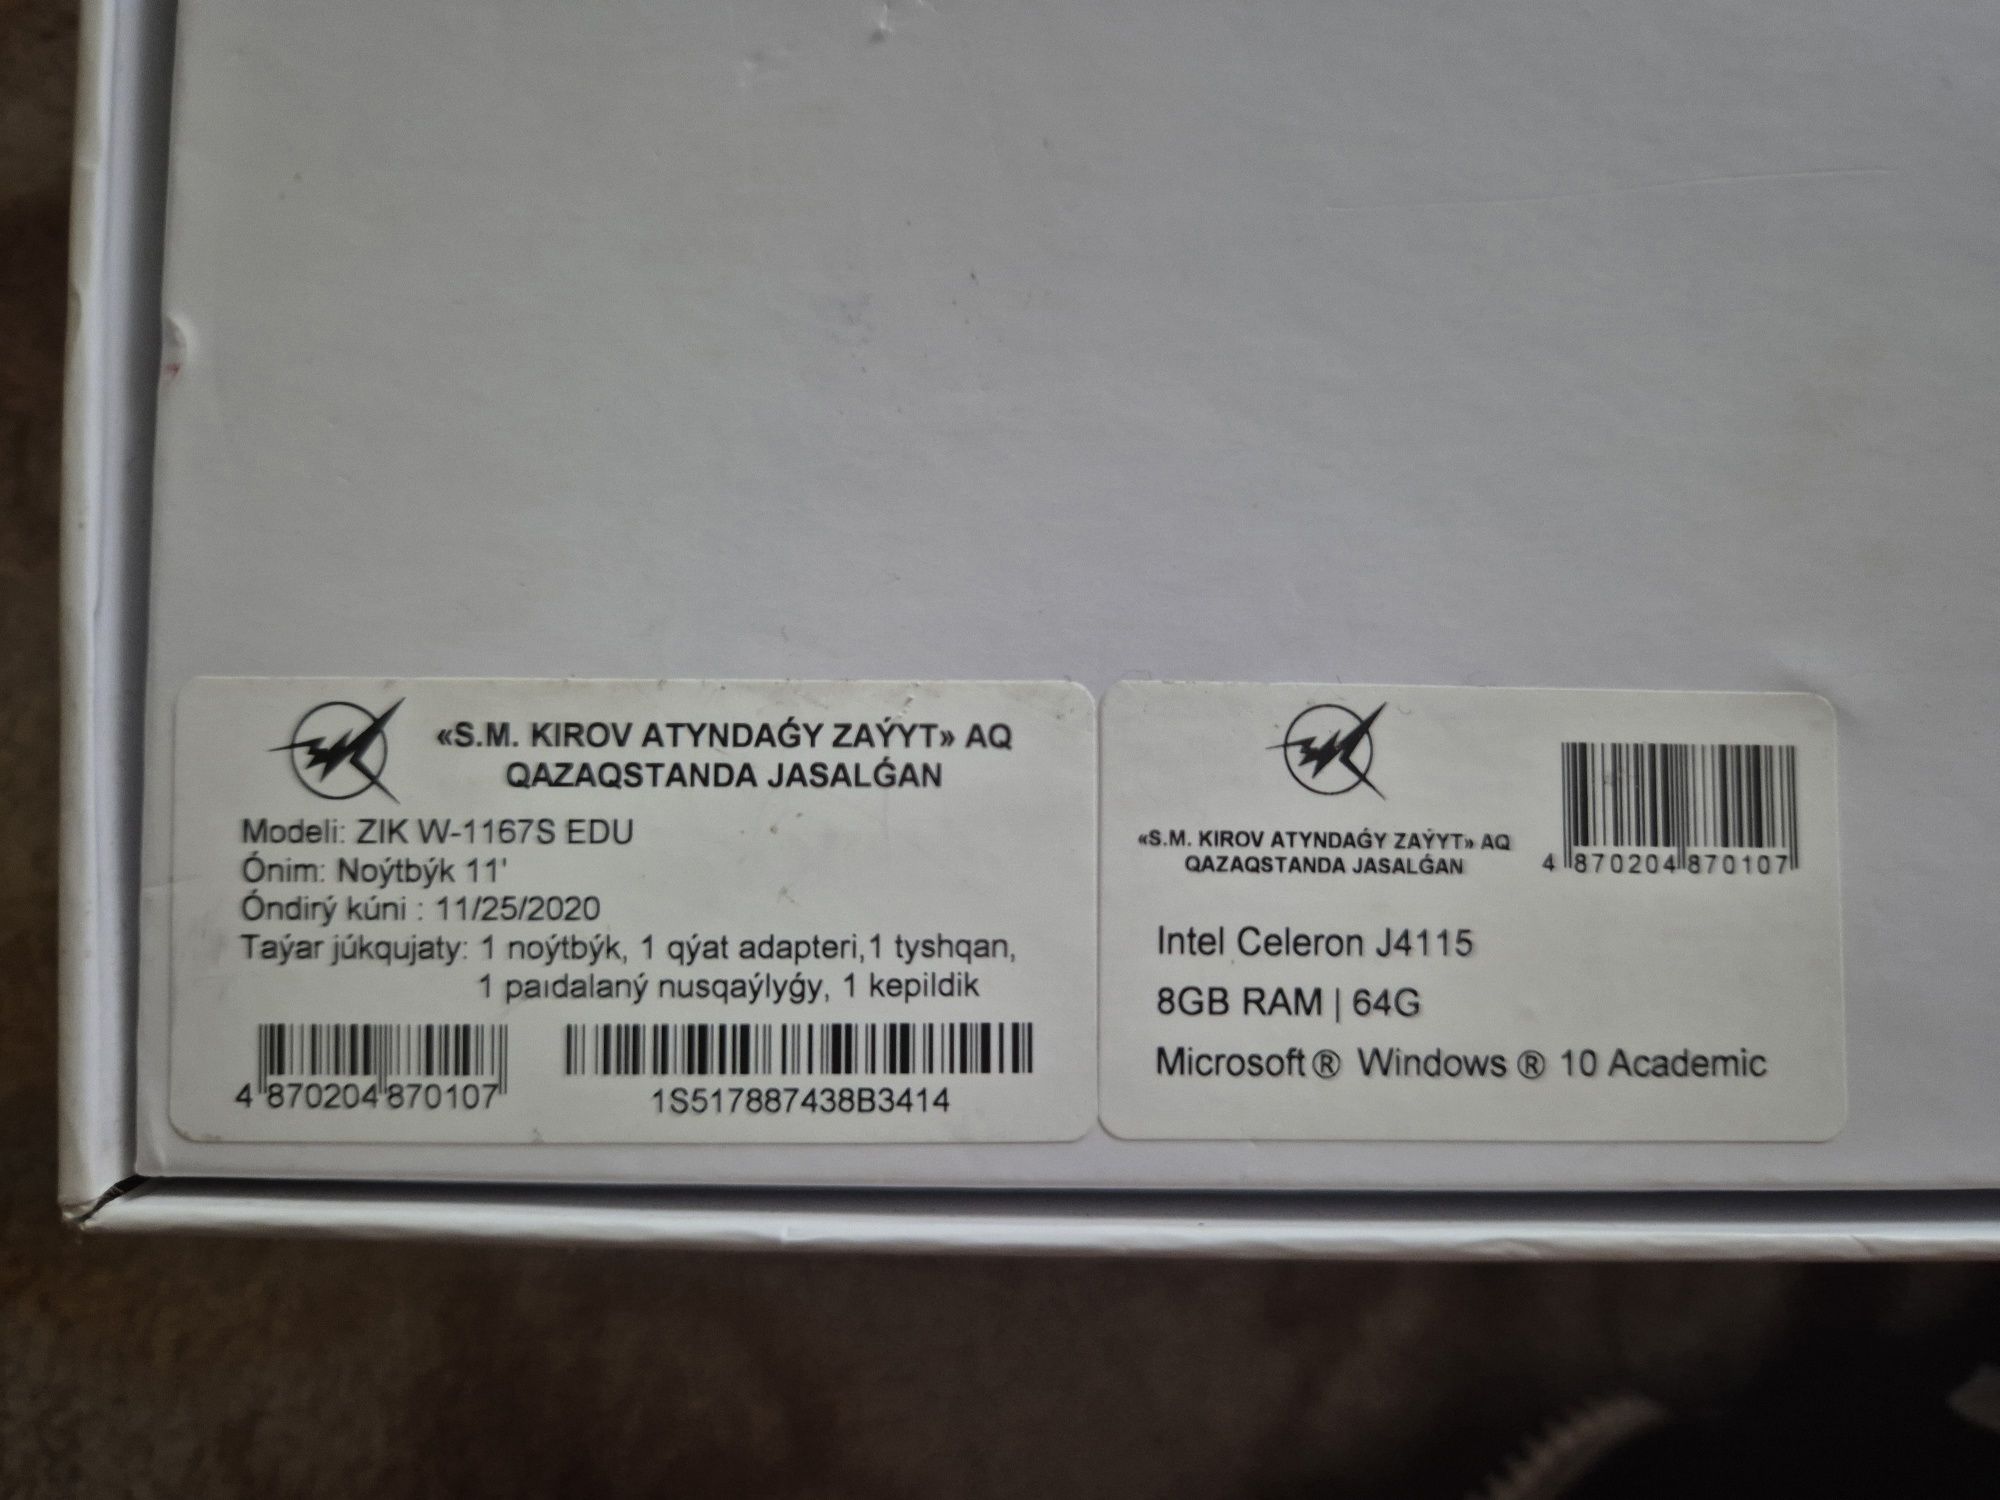 «S.M. KIROV ATYNDAǴY ZAÝYT» AQ
QAZAQSTANDA JASALǴAN
Modeli: ZIK W-1167S EDU
Ónim: Noýtbýk 11'
Óndirý kúni : 11/25/2020
Taýar júkqujaty: 1 noýtbýk, 1 qýat adapteri,1 tyshqan,
1 paıdalaný nusqaýlyǵy, 1 kepildik
4 870204 870107
1S517887438B3414
«S.M. KIROV ATYNDAǴY ZAÝYT» AQ
QAZAQSTANDA JASALǴAN
4 870204 870107
Intel Celeron J4115
8GB RAM | 64G
Microsoft® Windows ® 10 Academic